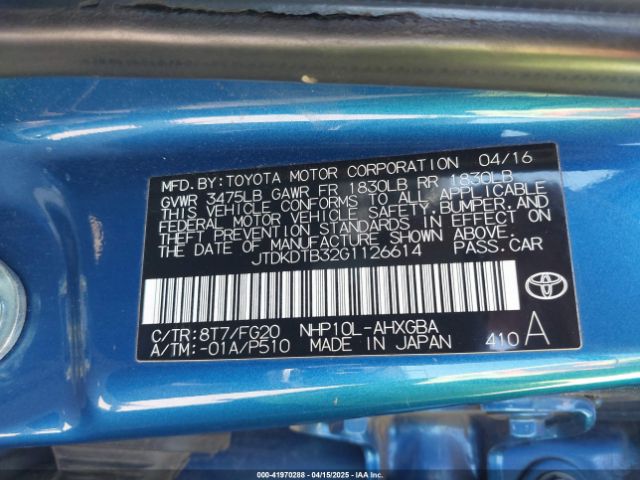 MFD. BY: TOYOTA MOTOR CORPORATION 04/16
GVWR 3475LB GAWR FR 1830LB RR 1830LB
THIS VEHICLE CONFORMS TO ALL APPLICABLE
FEDERAL MOTOR VEHICLE SAFETY, BUMPER, AND
THEFT PREVENTION STANDARDS IN EFFECT ON
THE DATE OF MANUFACTURE SHOWN ABOVE.
JTDKDTB32G1126614 PASS. CAR
C/TR: 8T7/FG20 NHP10L-AHXGBA
A/TM: -01A/P510 MADE IN JAPAN 410 A
TOYOTA
000-41970288 - 04/15/2025 - IAAI.CA